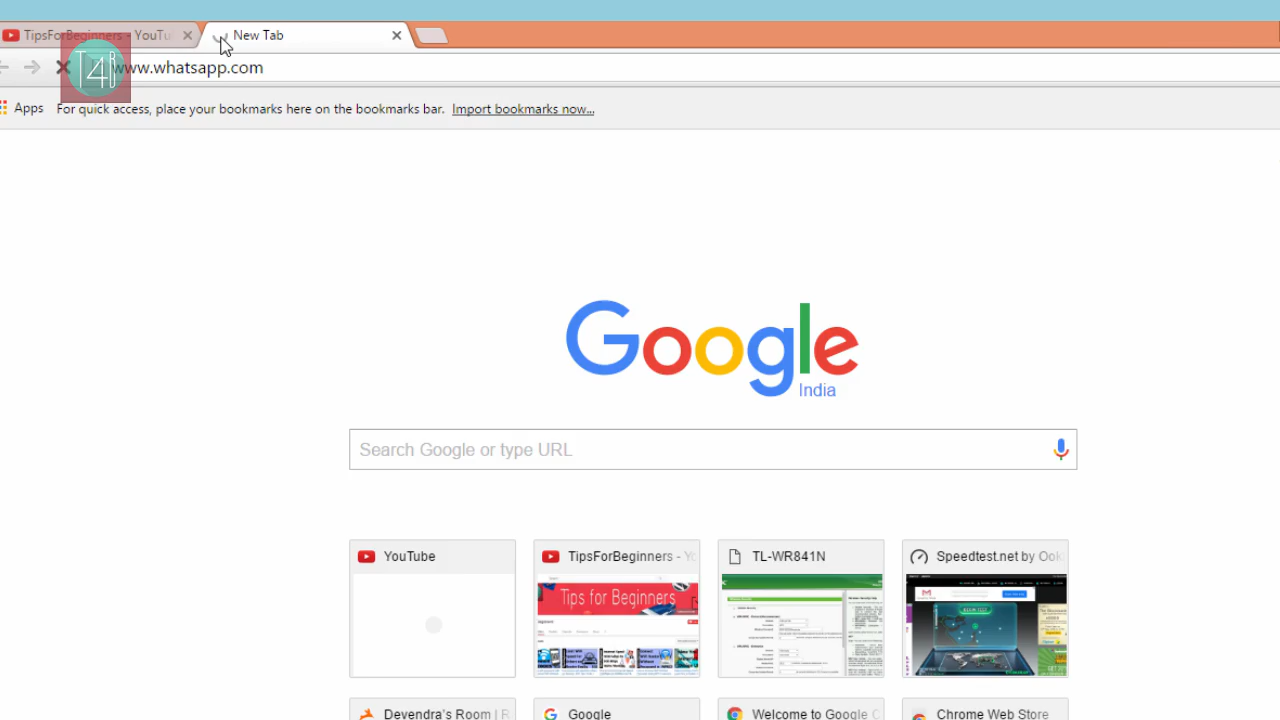 TipsForBeginners - YouTu
New Tab
T4B
www.whatsapp.com
Apps
For quick access, place your bookmarks here on the bookmarks bar. Import bookmarks now...
Google
India
Search Google or type URL
YouTube
TipsForBeginners - Yo
TL-WR841N
Speedtest.net by Ook
Tips for Beginners
Devendra's Room | R
Google
Welcome to Google C
Chrome Web Store